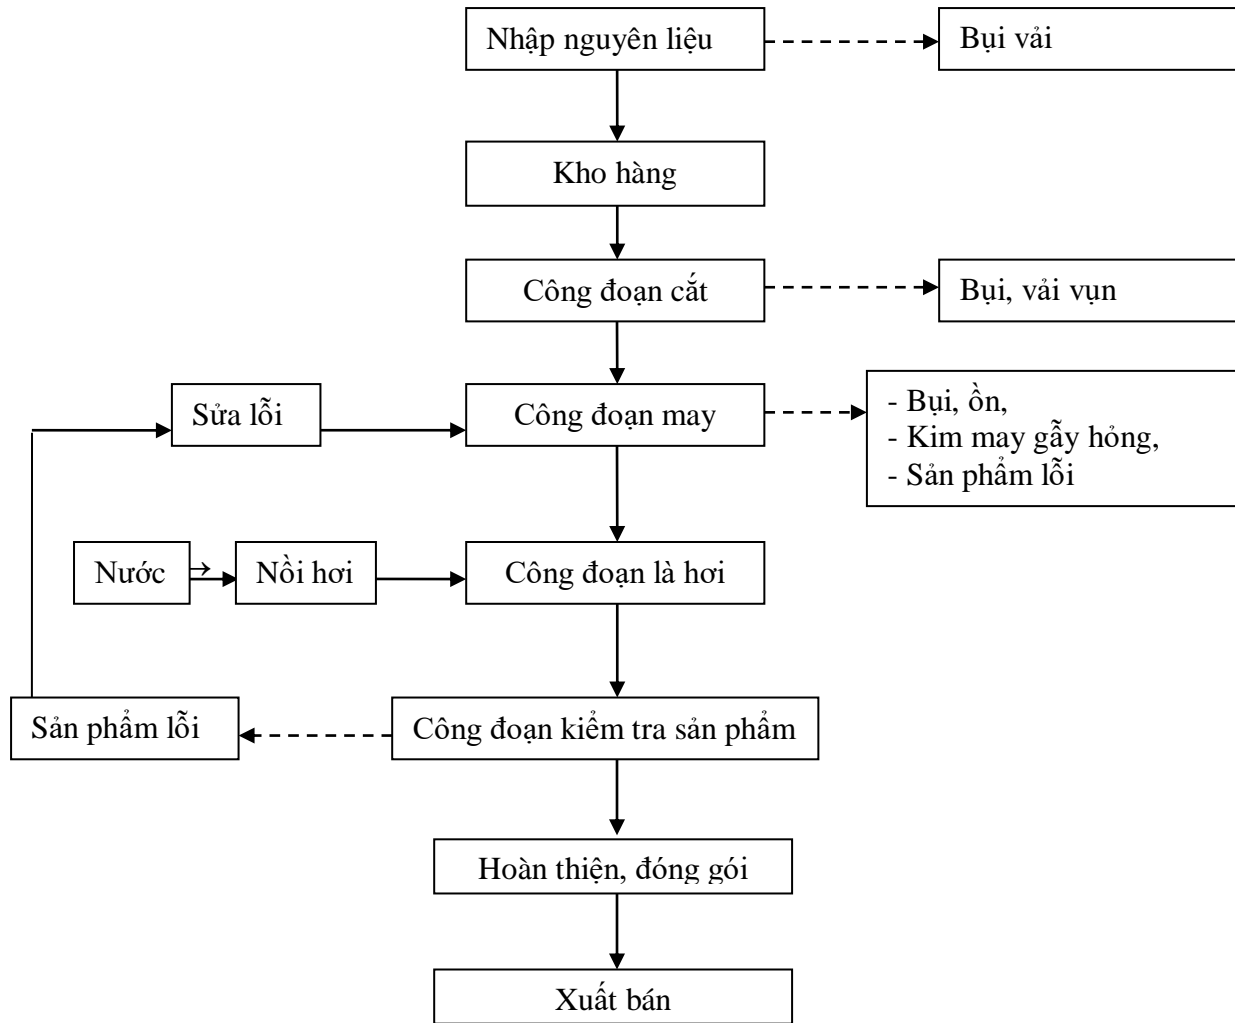 Nhập nguyên liệu
Bụi vải
Kho hàng
Công đoạn cắt
Bụi, vải vụn
Sửa lỗi
Công đoạn may
- Bụi, ồn,
- Kim may gẫy hỏng,
- Sản phẩm lỗi
Nước
Nồi hơi
Công đoạn là hơi
Sản phẩm lỗi
Công đoạn kiểm tra sản phẩm
Hoàn thiện, đóng gói
Xuất bán